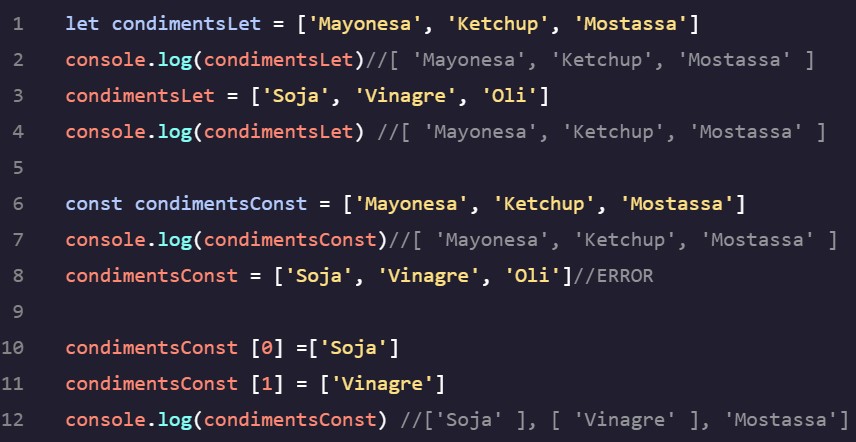 1 let condimentsLet = ['Mayonesa', 'Ketchup', 'Mostassa']
2 console.log(condimentsLet)//[ 'Mayonesa', 'Ketchup', 'Mostassa' ]
3 condimentsLet = ['Soja', 'Vinagre', 'Oli']
4 console.log(condimentsLet) //[ 'Mayonesa', 'Ketchup', 'Mostassa' ]
5
6 const condimentsConst = ['Mayonesa', 'Ketchup', 'Mostassa']
7 console.log(condimentsConst)//[ 'Mayonesa', 'Ketchup', 'Mostassa' ]
8 condimentsConst = ['Soja', 'Vinagre', 'Oli']//ERROR
9
10 condimentsConst [0] =['Soja']
11 condimentsConst [1] = ['Vinagre']
12 console.log(condimentsConst) //['Soja' ], [ 'Vinagre' ], 'Mostassa']